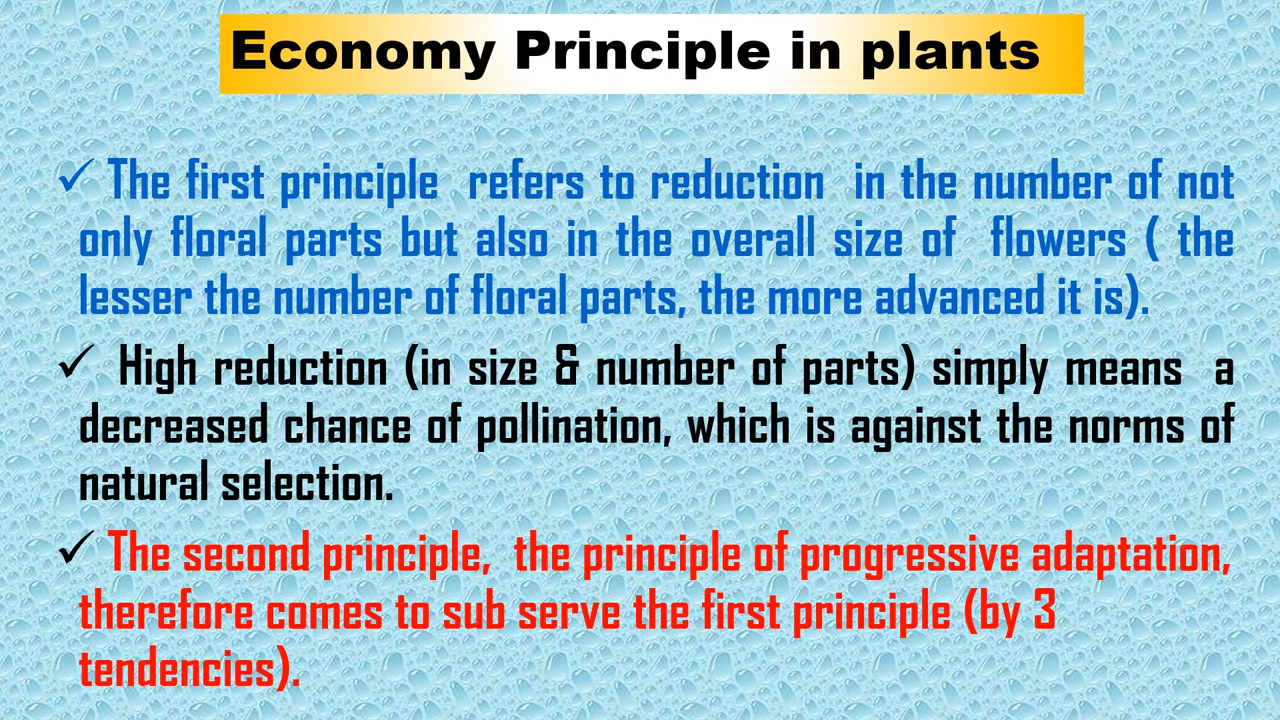 Economy Principle in plants
✓ The first principle refers to reduction in the number of not
only floral parts but also in the overall size of flowers ( the
lesser the number of floral parts, the more advanced it is).
✓ High reduction (in size & number of parts) simply means a
decreased chance of pollination, which is against the norms of
natural selection.
✓ The second principle, the principle of progressive adaptation,
therefore comes to sub serve the first principle (by 3
tendencies).